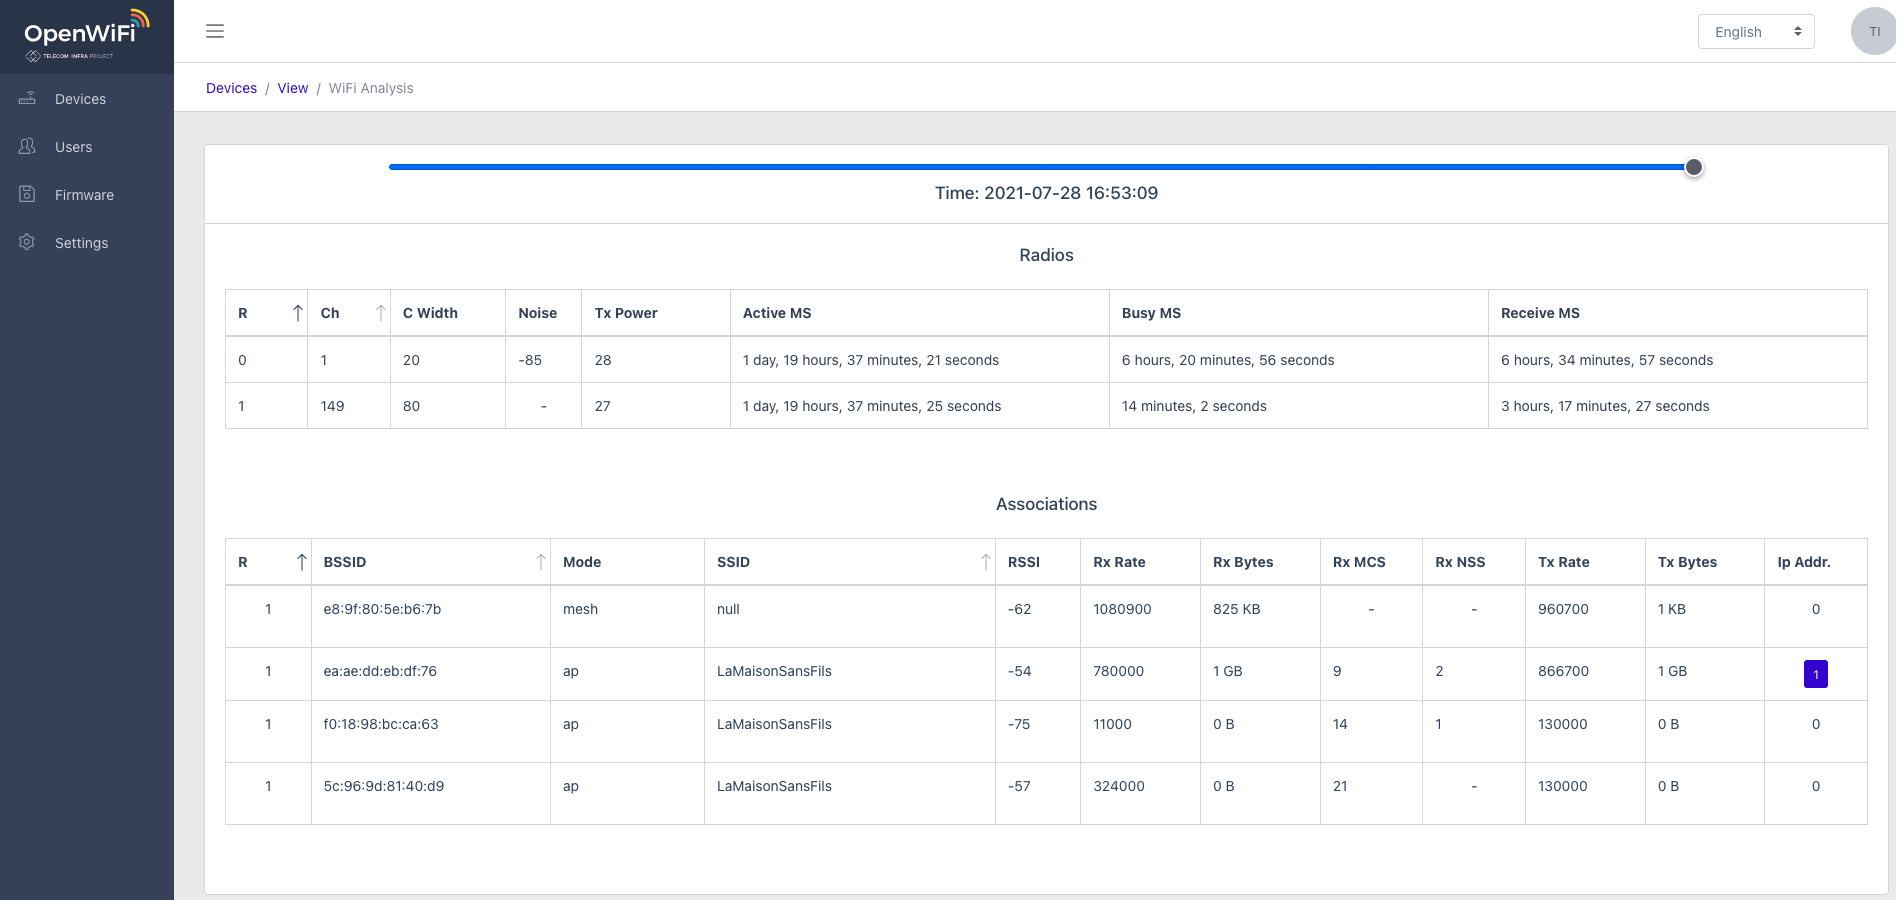 OpenWiFi
TELECOM INFRA PROJECT
Devices
Users
Firmware
Settings
English
TI
Devices / View / WiFi Analysis
Time: 2021-07-28 16:53:09
Radios
R Ch C Width Noise Tx Power Active MS Busy MS Receive MS
0 1 20 -85 28 1 day, 19 hours, 37 minutes, 21 seconds 6 hours, 20 minutes, 56 seconds 6 hours, 34 minutes, 57 seconds
1 149 80 - 27 1 day, 19 hours, 37 minutes, 25 seconds 14 minutes, 2 seconds 3 hours, 17 minutes, 27 seconds
Associations
R BSSID Mode SSID RSSI Rx Rate Rx Bytes Rx MCS Rx NSS Tx Rate Tx Bytes Ip Addr.
1 e8:9f:80:5e:b6:7b mesh null -62 1080900 825 KB - - 960700 1 KB 0
1 ea:ae:dd:eb:df:76 ap LaMaisonSansFils -54 780000 1 GB 9 2 866700 1 GB 1
1 f0:18:98:bc:ca:63 ap LaMaisonSansFils -75 11000 0 B 14 1 130000 0 B 0
1 5c:96:9d:81:40:d9 ap LaMaisonSansFils -57 324000 0 B 21 - 130000 0 B 0